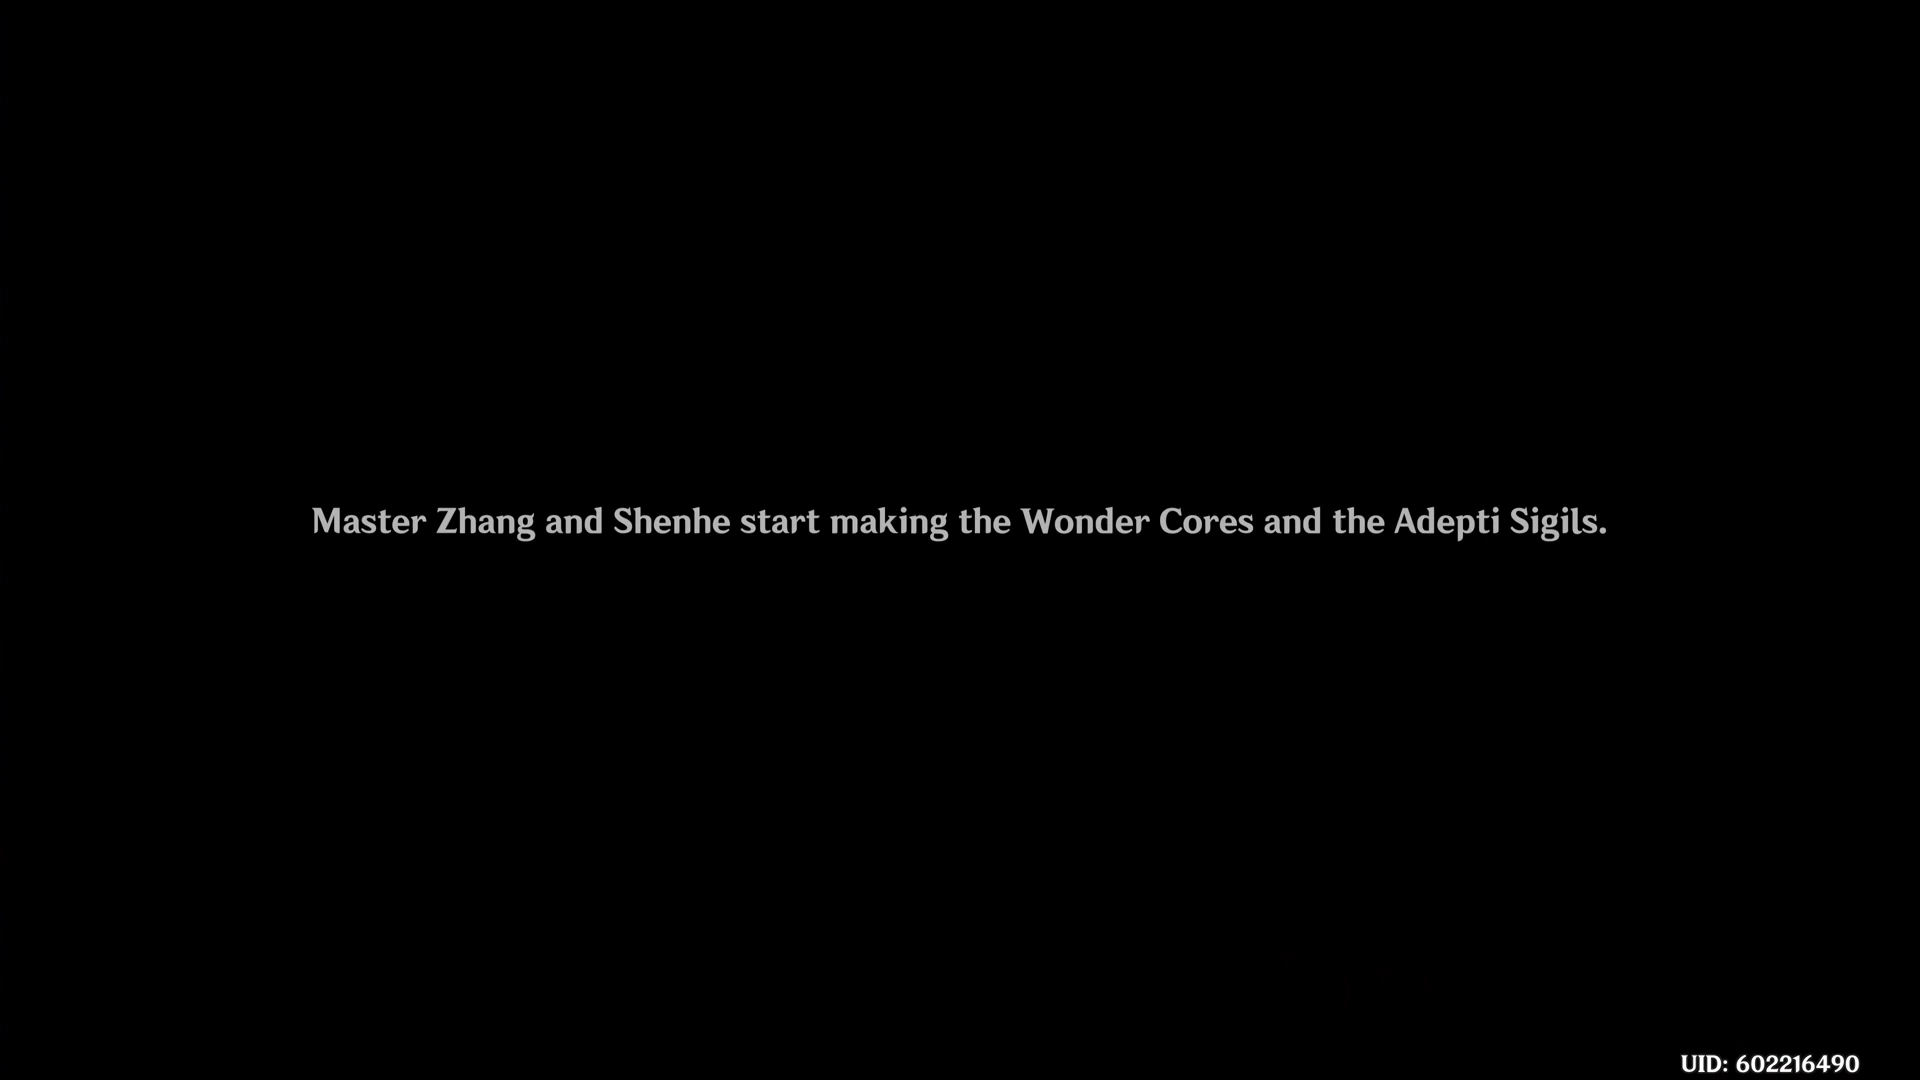 Master Zhang and Shenhe start making the Wonder Cores and the Adepti Sigils.
UID: 602216490